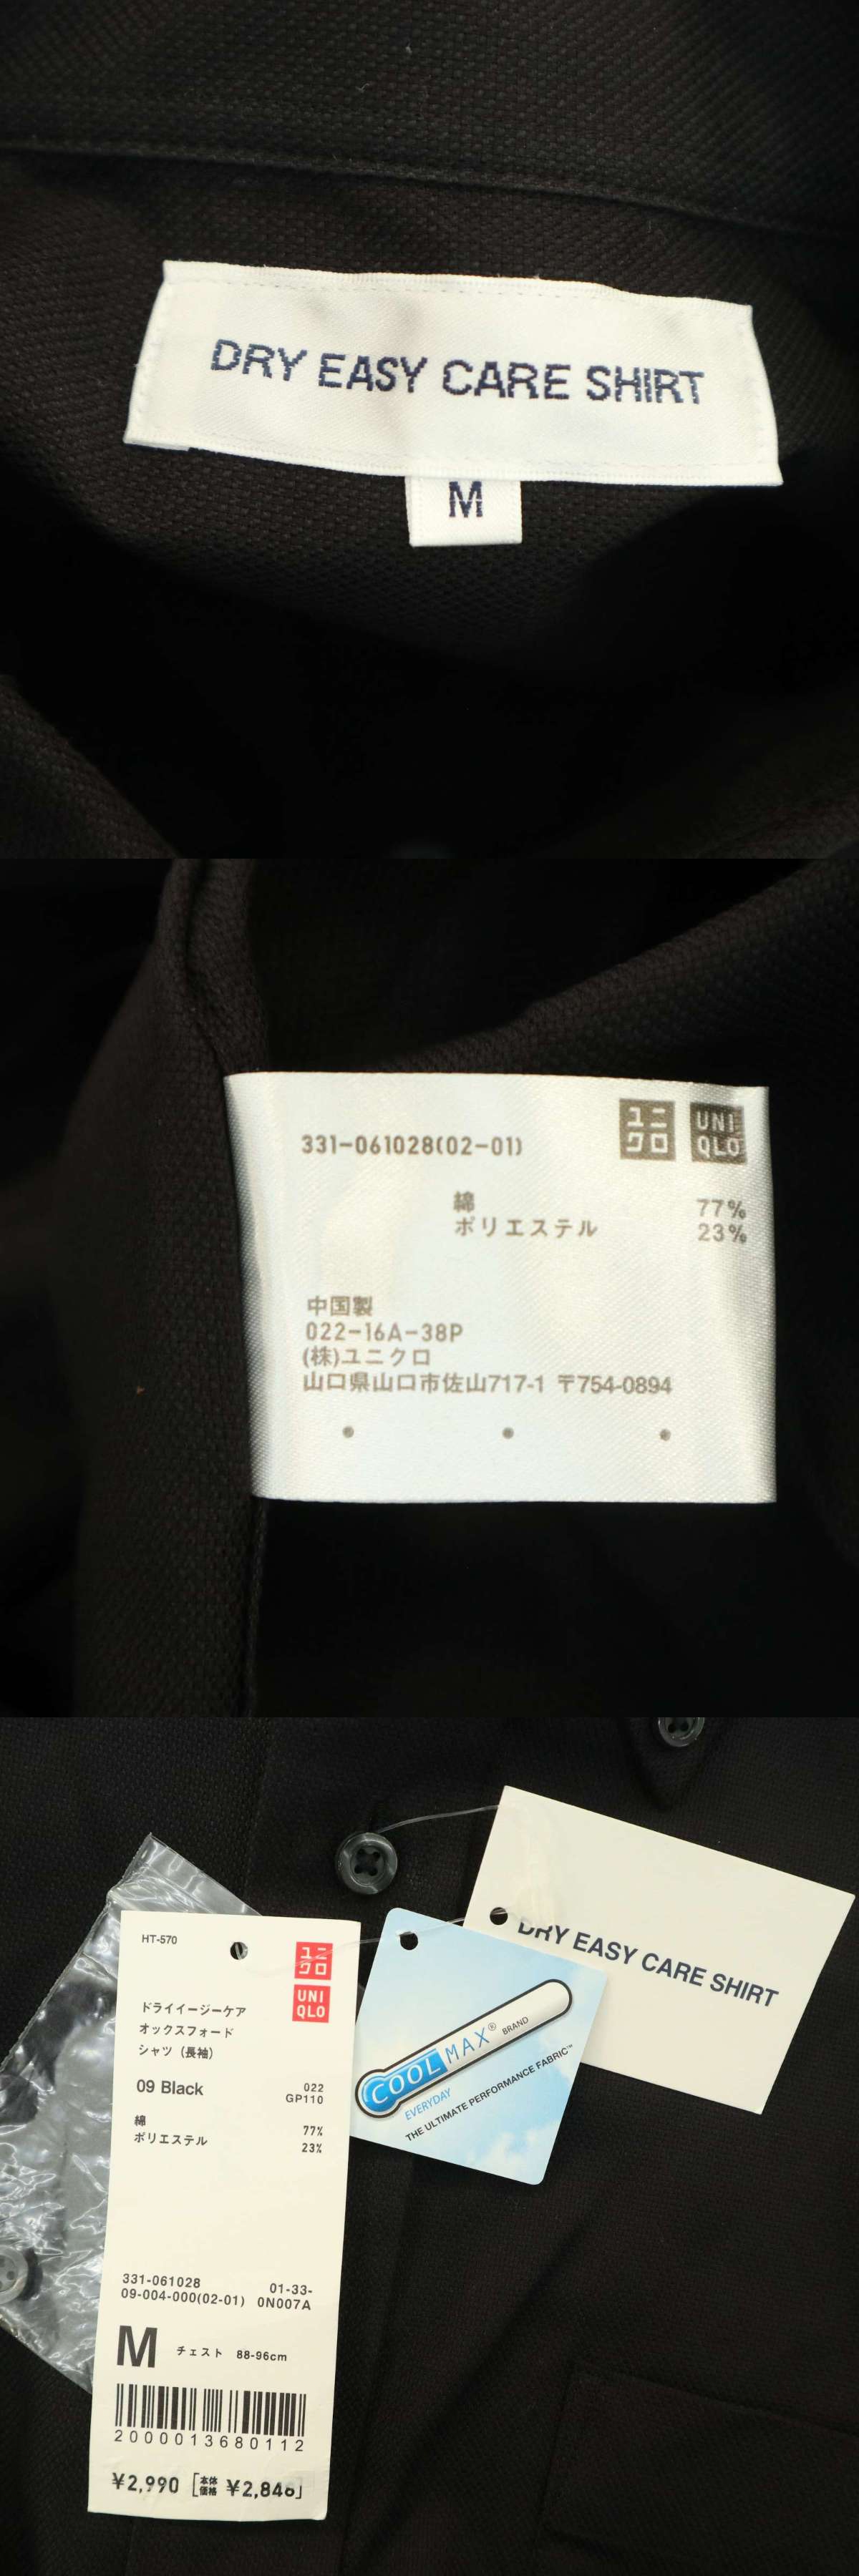 DRY EASY CARE SHIRT
M
331-061028(02-01)
ユニ
クロ
UNI
QLO
綿 77%
ポリエステル 23%
中国製
022-16A-38P
(株)ユニクロ
山口県山口市佐山717-1 〒754-0894
HT-570
ユニ
クロ
UNI
QLO
ドライイージーケア
オックスフォード
シャツ(長袖)
09 Black
022
GP110
綿 77%
ポリエステル 23%
331-061028 01-33-
09-004-000(02-01) 0N007A
M チェスト 88-96cm
2000013680112
¥2,990 [本体価格 ¥2,848]
COOLMAX® BRAND
EVERYDAY
THE ULTIMATE PERFORMANCE FABRIC™
DRY EASY CARE SHIRT